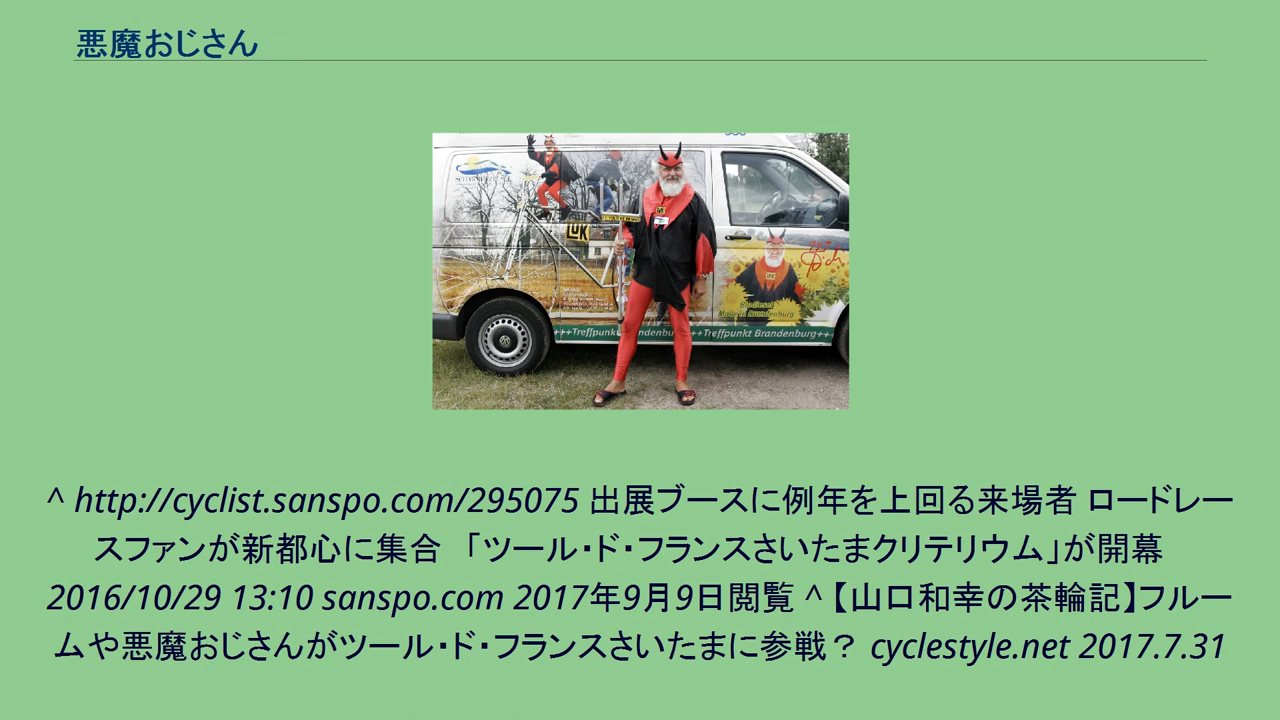 悪魔おじさん
LUK
LUK
+++Treffpunkt Brandenburg+++Treffpunkt Brandenburg++
^ http://cyclist.sanspo.com/295075 出展ブースに例年を上回る来場者 ロードレー
スファンが新都心に集合　「ツール・ド・フランスさいたまクリテリウム」が開幕
2016/10/29 13:10 sanspo.com 2017年9月9日閲覧 ^【山口和幸の茶輪記】フルー
ムや悪魔おじさんがツール・ド・フランスさいたまに参戦？ cyclestyle.net 2017.7.31